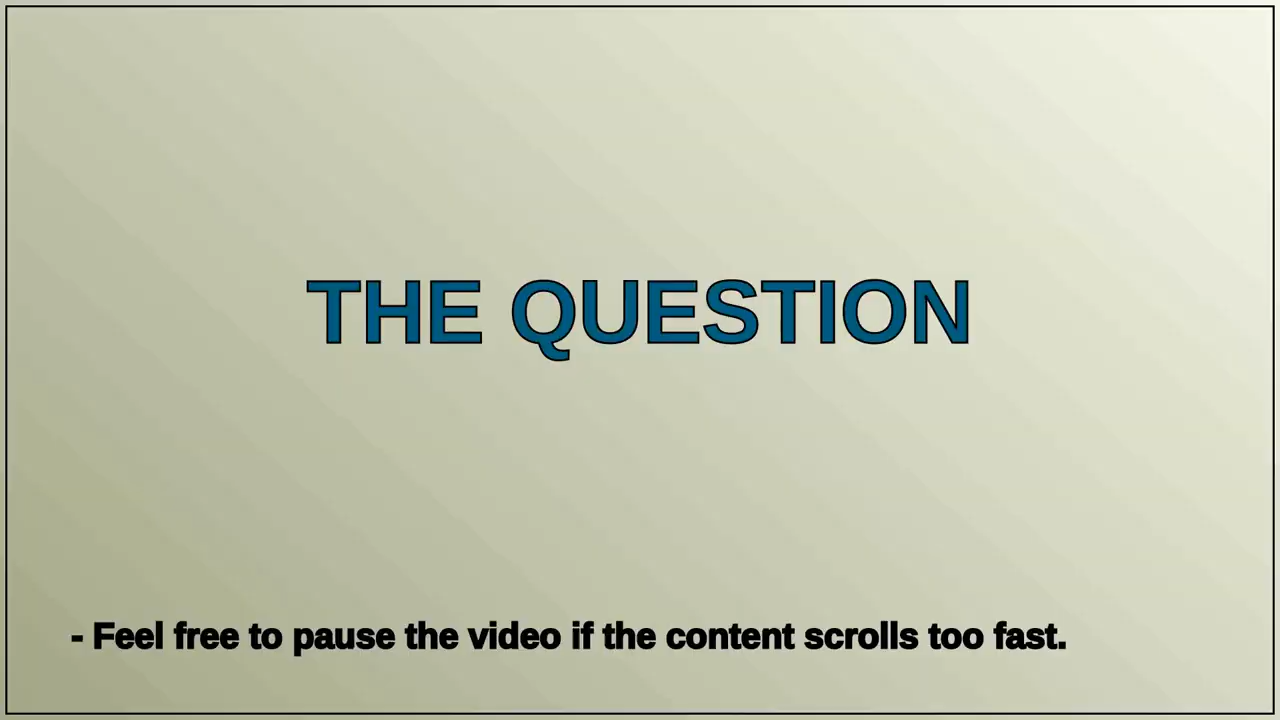 THE QUESTION
- Feel free to pause the video if the content scrolls too fast.